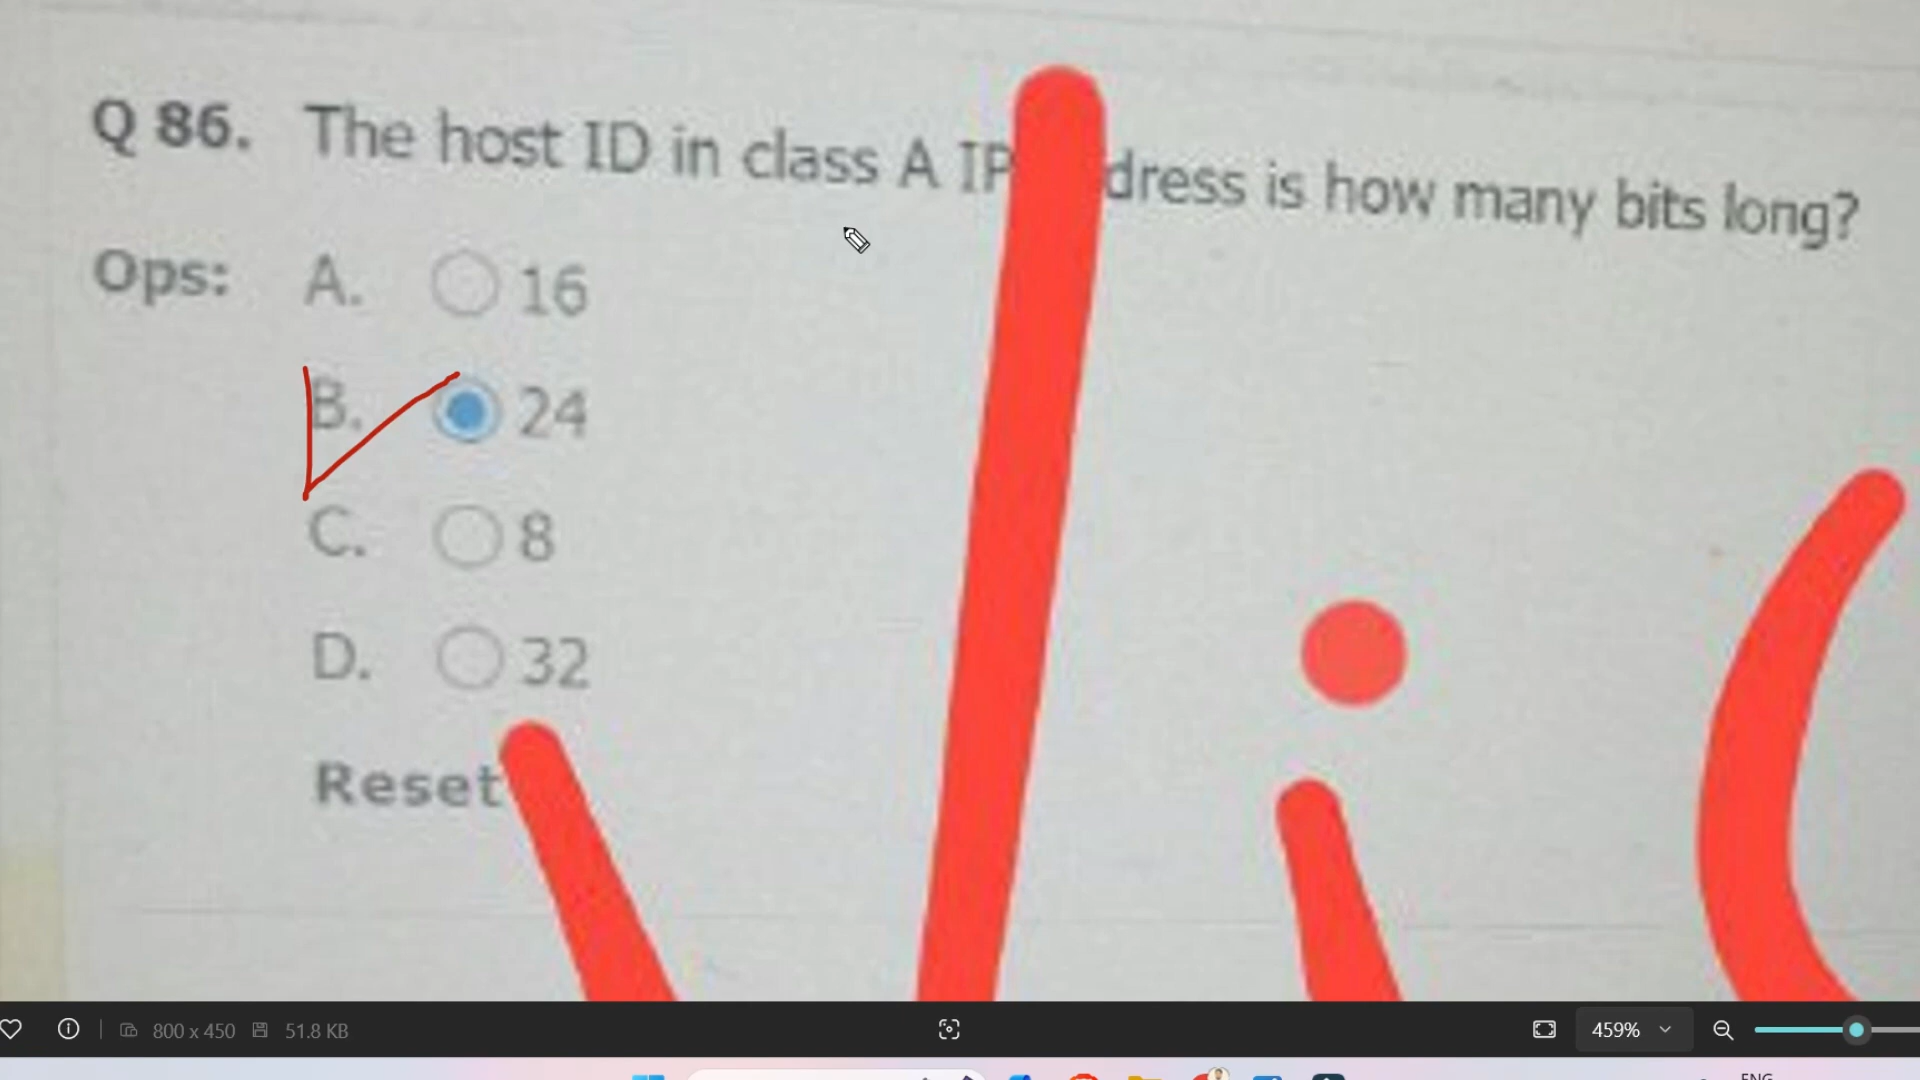 Q 86. The host ID in class A IP dress is how many bits long?
Ops: A. 16
B. 24
C. 8
D. 32
Reset
800 x 450 51.8 KB 459%
ENG